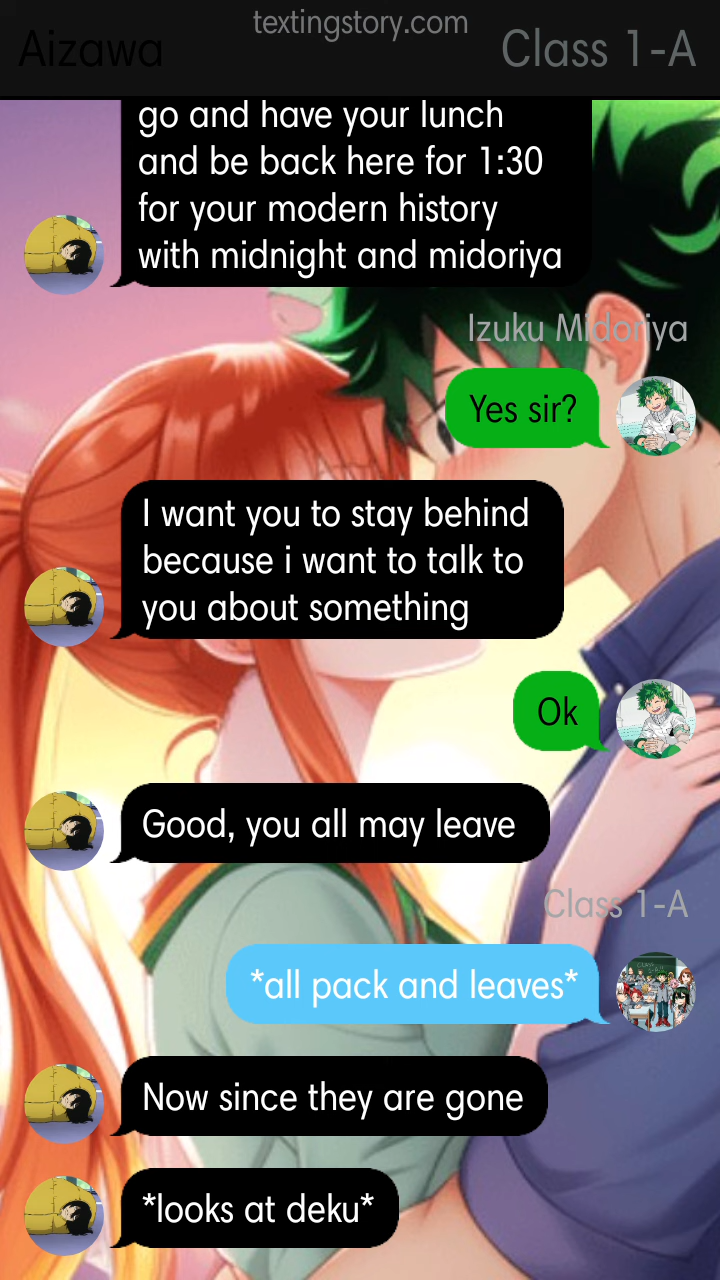 textingstory.com
Aizawa
Class 1-A
go and have your lunch
and be back here for 1:30
for your modern history
with midnight and midoriya
Izuku Midoriya
Yes sir?
I want you to stay behind
because i want to talk to
you about something
Ok
Good, you all may leave
Class 1-A
*all pack and leaves*
Now since they are gone
*looks at deku*